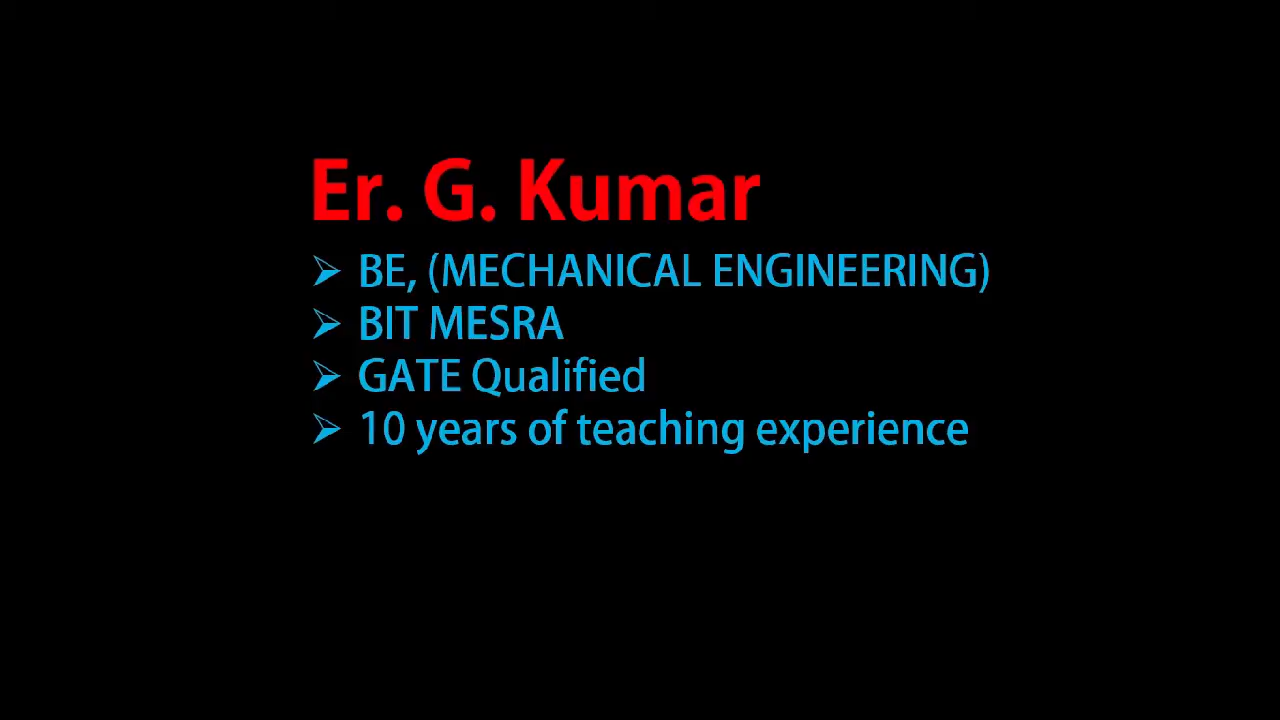 Er. G. Kumar
➢ BE, (MECHANICAL ENGINEERING)
➢ BIT MESRA
➢ GATE Qualified
➢ 10 years of teaching experience